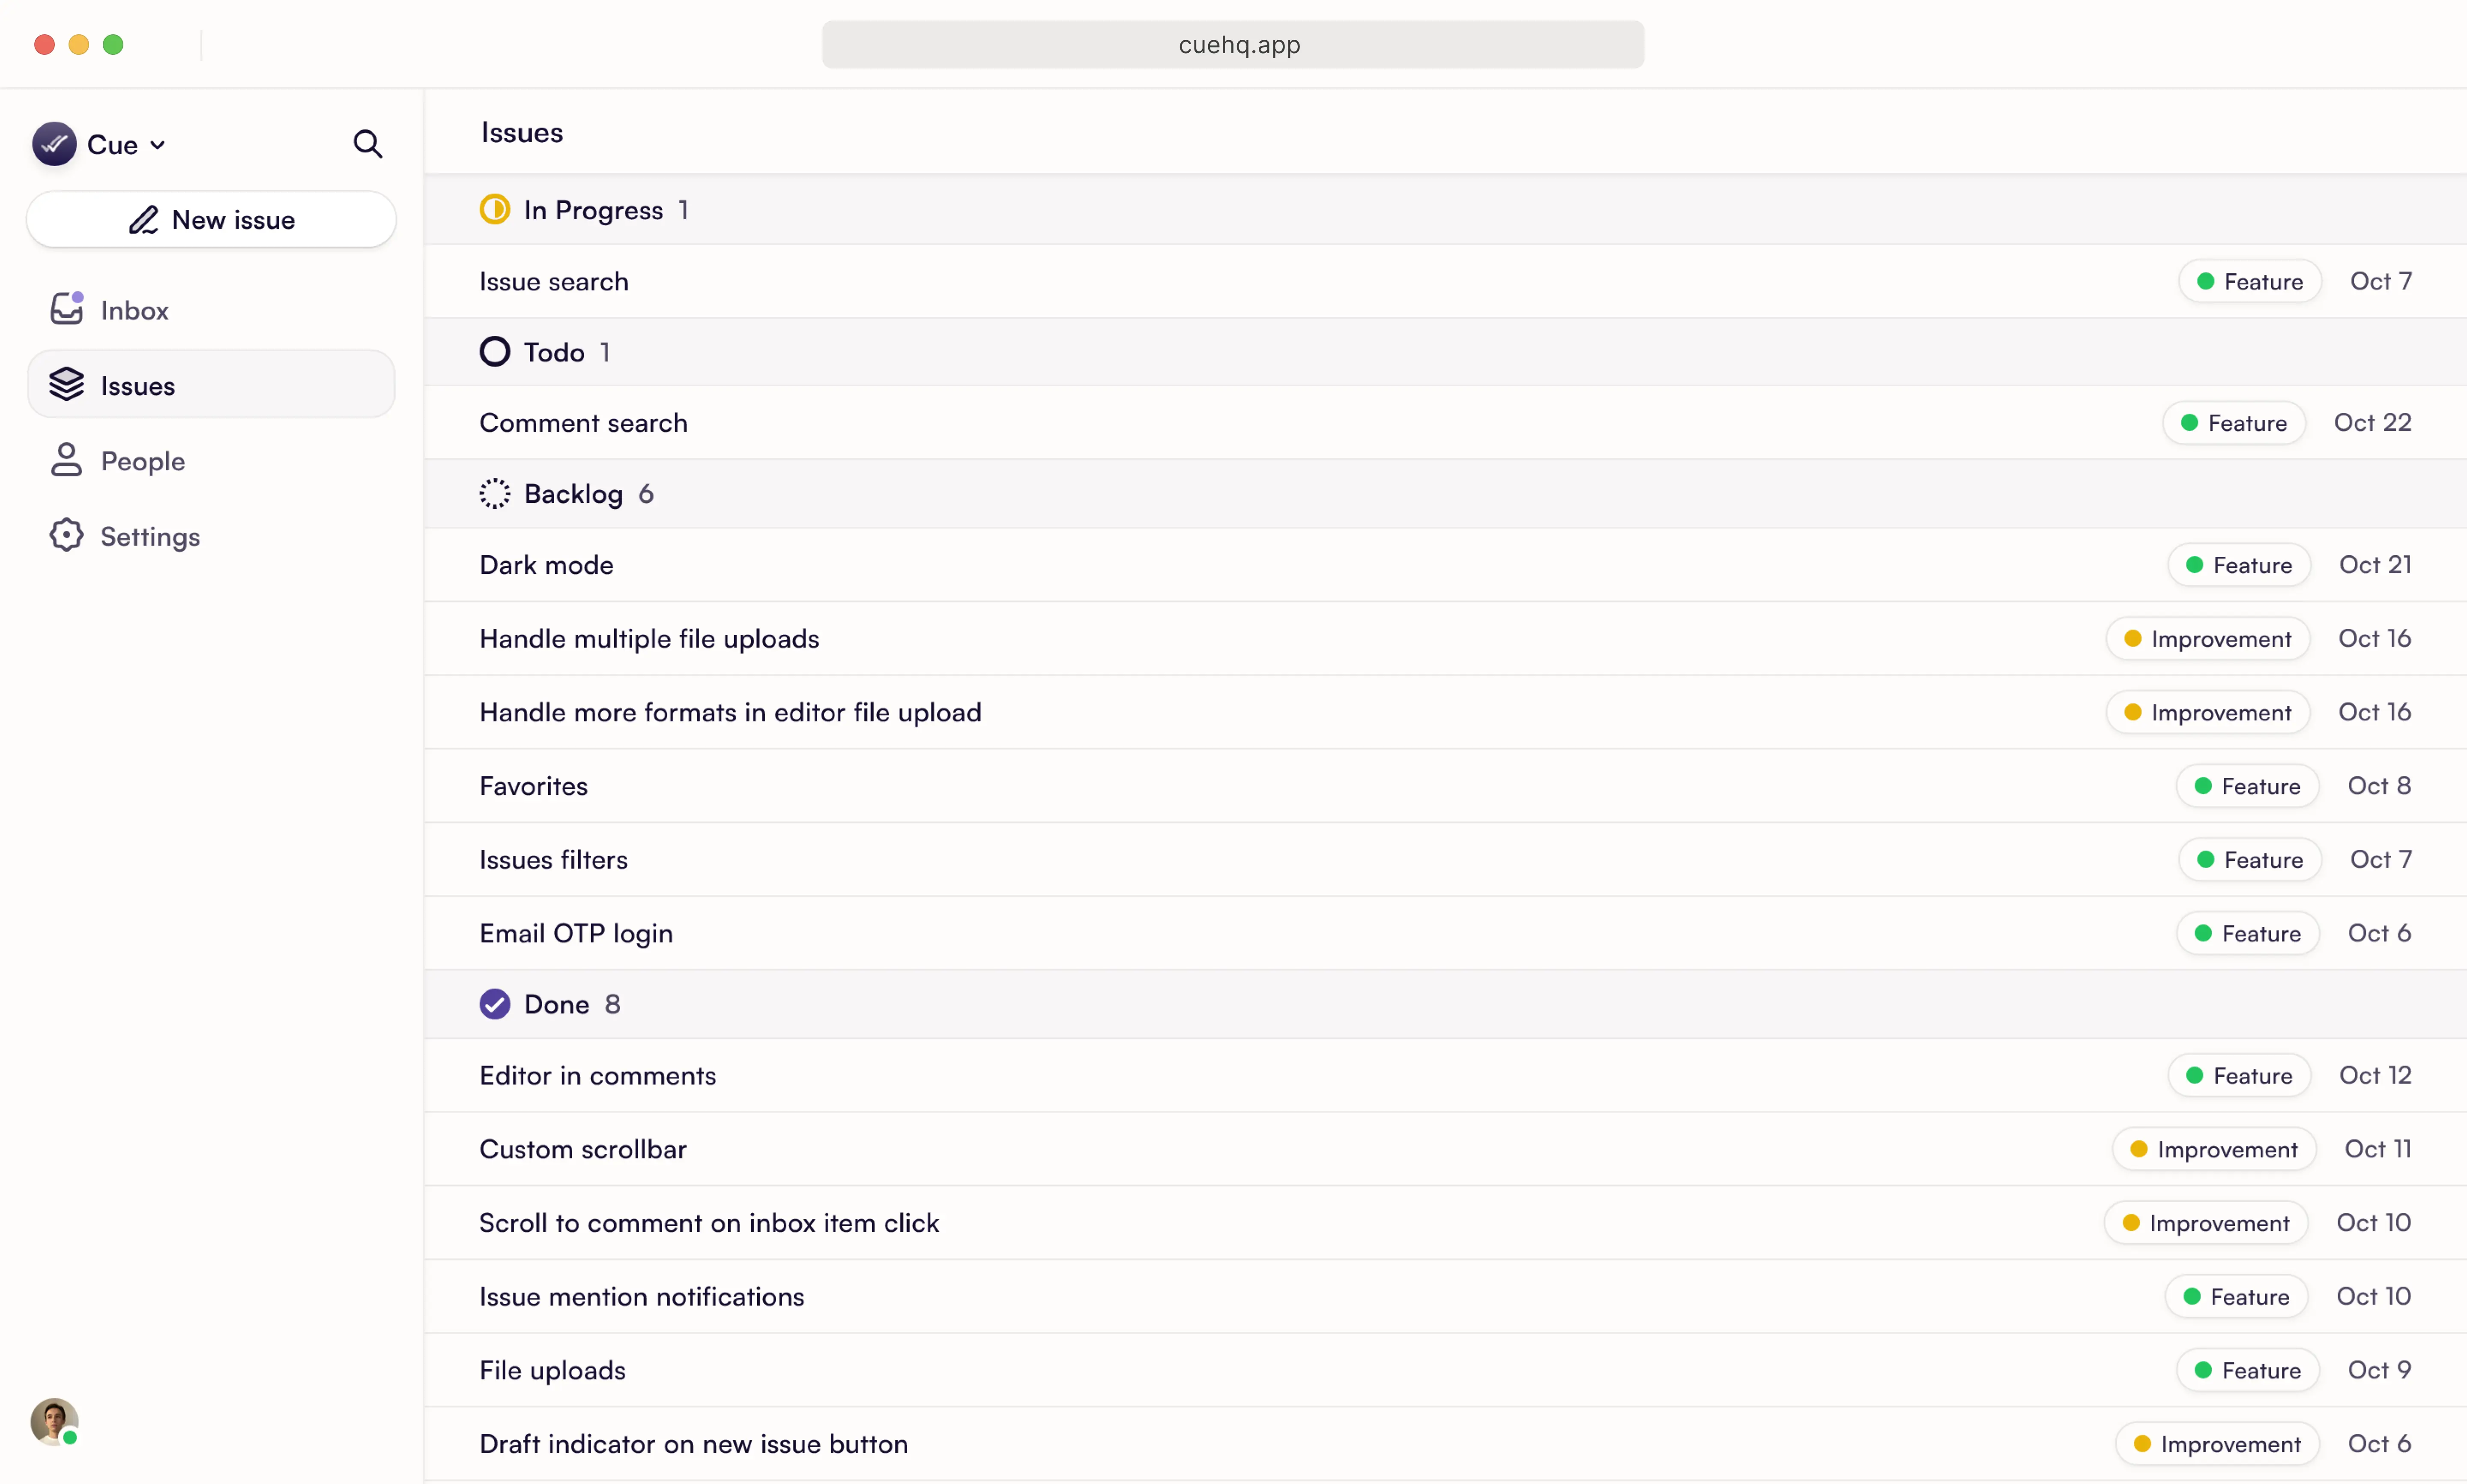 cuehq.app
Cue
New issue
Inbox
Issues
People
Settings
Issues
In Progress 1
Issue search Feature Oct 7
Todo 1
Comment search Feature Oct 22
Backlog 6
Dark mode Feature Oct 21
Handle multiple file uploads Improvement Oct 16
Handle more formats in editor file upload Improvement Oct 16
Favorites Feature Oct 8
Issues filters Feature Oct 7
Email OTP login Feature Oct 6
Done 8
Editor in comments Feature Oct 12
Custom scrollbar Improvement Oct 11
Scroll to comment on inbox item click Improvement Oct 10
Issue mention notifications Feature Oct 10
File uploads Feature Oct 9
Draft indicator on new issue button Improvement Oct 6